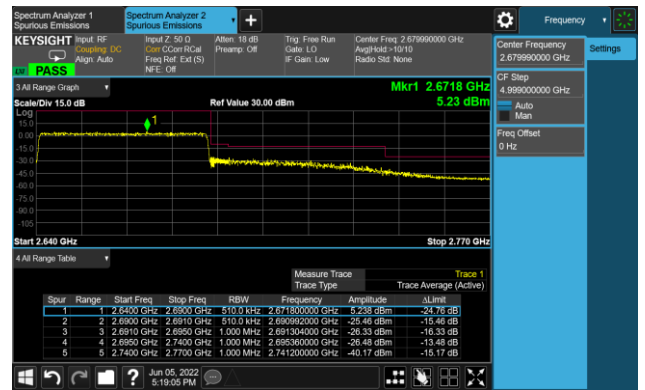 Spectrum Analyzer 1
Spurious Emissions
Spectrum Analyzer 2
Spurious Emissions
Frequency
KEYSIGHT
Input: RF
Coupling: DC
Align: Auto
Input Z: 50 Ω
Corr CCorr RCal
Freq Ref: Ext (S)
NFE: Off
Atten: 18 dB
Preamp: Off
Trig: Free Run
Gate: LO
IF Gain: Low
Center Freq: 2.679990000 GHz
Avg|Hold:>10/10
Radio Std: None
PASS
Center Frequency
2.679990000 GHz
Settings
CF Step
4.999000000 GHz
Auto
Man
Freq Offset
0 Hz
3 All Range Graph
Mkr1 2.6718 GHz
Scale/Div 15.0 dB
Ref Value 30.00 dBm
5.23 dBm
Log
15.0
0.00
-15.0
-30.0
-45.0
-60.0
-75.0
-90.0
-105
1
Start 2.640 GHz
Stop 2.770 GHz
4 All Range Table
Measure Trace Trace 1
Trace Type Trace Average (Active)
Spur Range Start Freq Stop Freq RBW Frequency Amplitude ΔLimit
1 1 2.6400 GHz 2.6900 GHz 510.0 kHz 2.671800000 GHz 5.238 dBm -24.76 dB
2 2 2.6900 GHz 2.6910 GHz 510.0 kHz 2.690992000 GHz -25.46 dBm -15.46 dB
3 3 2.6910 GHz 2.6950 GHz 1.000 MHz 2.691304000 GHz -26.33 dBm -16.33 dB
4 4 2.6950 GHz 2.7400 GHz 1.000 MHz 2.695360000 GHz -26.48 dBm -13.48 dB
5 5 2.7400 GHz 2.7700 GHz 1.000 MHz 2.741200000 GHz -40.17 dBm -15.17 dB
Jun 05, 2022
5:19:05 PM